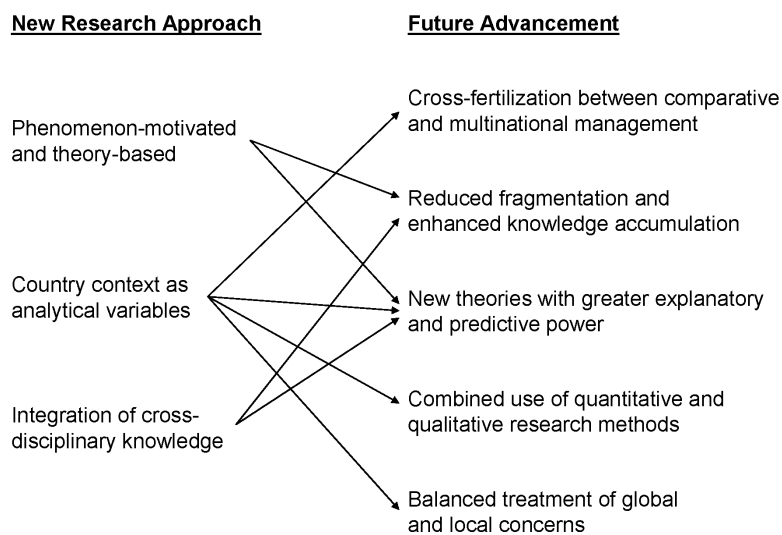 New Research Approach
Phenomenon-motivated
and theory-based
Country context as
analytical variables
Integration of cross-
disciplinary knowledge
Future Advancement
Cross-fertilization between comparative
and multinational management
Reduced fragmentation and
enhanced knowledge accumulation
New theories with greater explanatory
and predictive power
Combined use of quantitative and
qualitative research methods
Balanced treatment of global
and local concerns